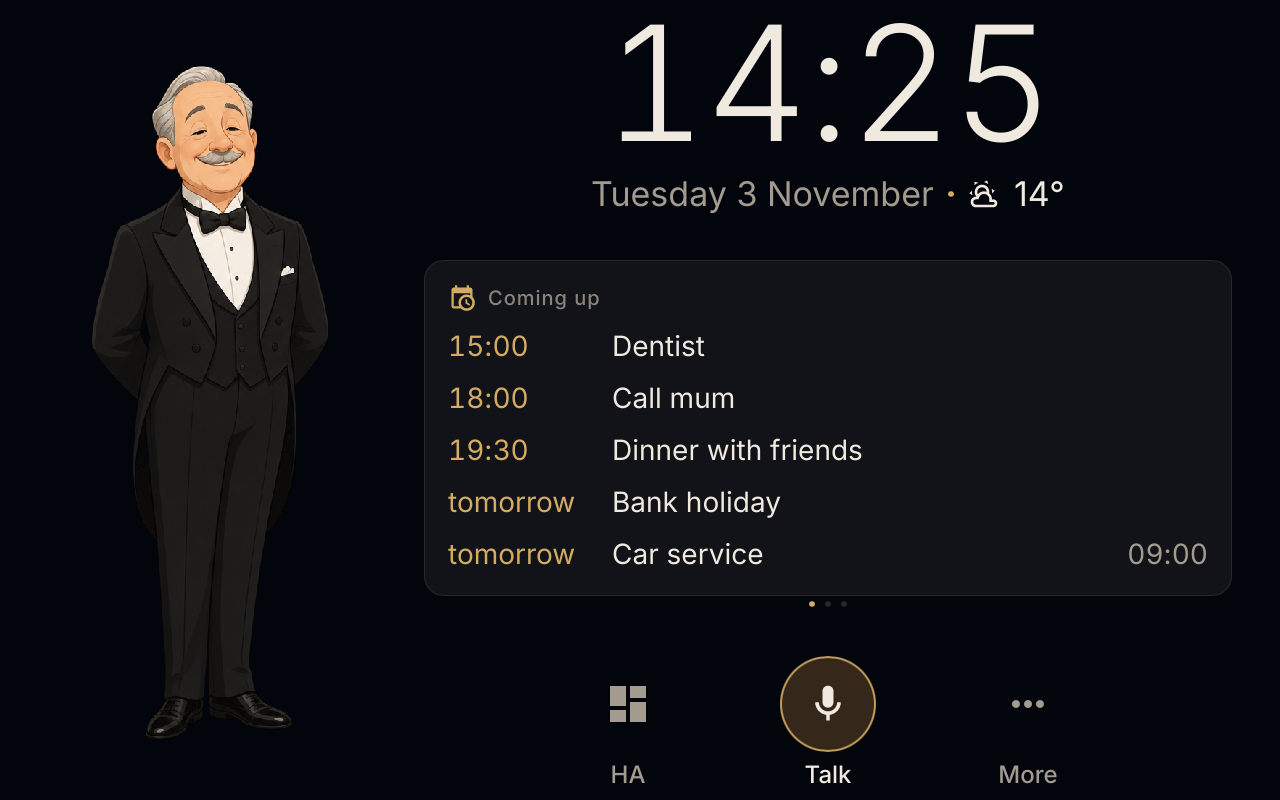 14:25
Tuesday 3 November · 14°
Coming up
15:00 Dentist
18:00 Call mum
19:30 Dinner with friends
tomorrow Bank holiday
tomorrow Car service 09:00
HA
Talk
More